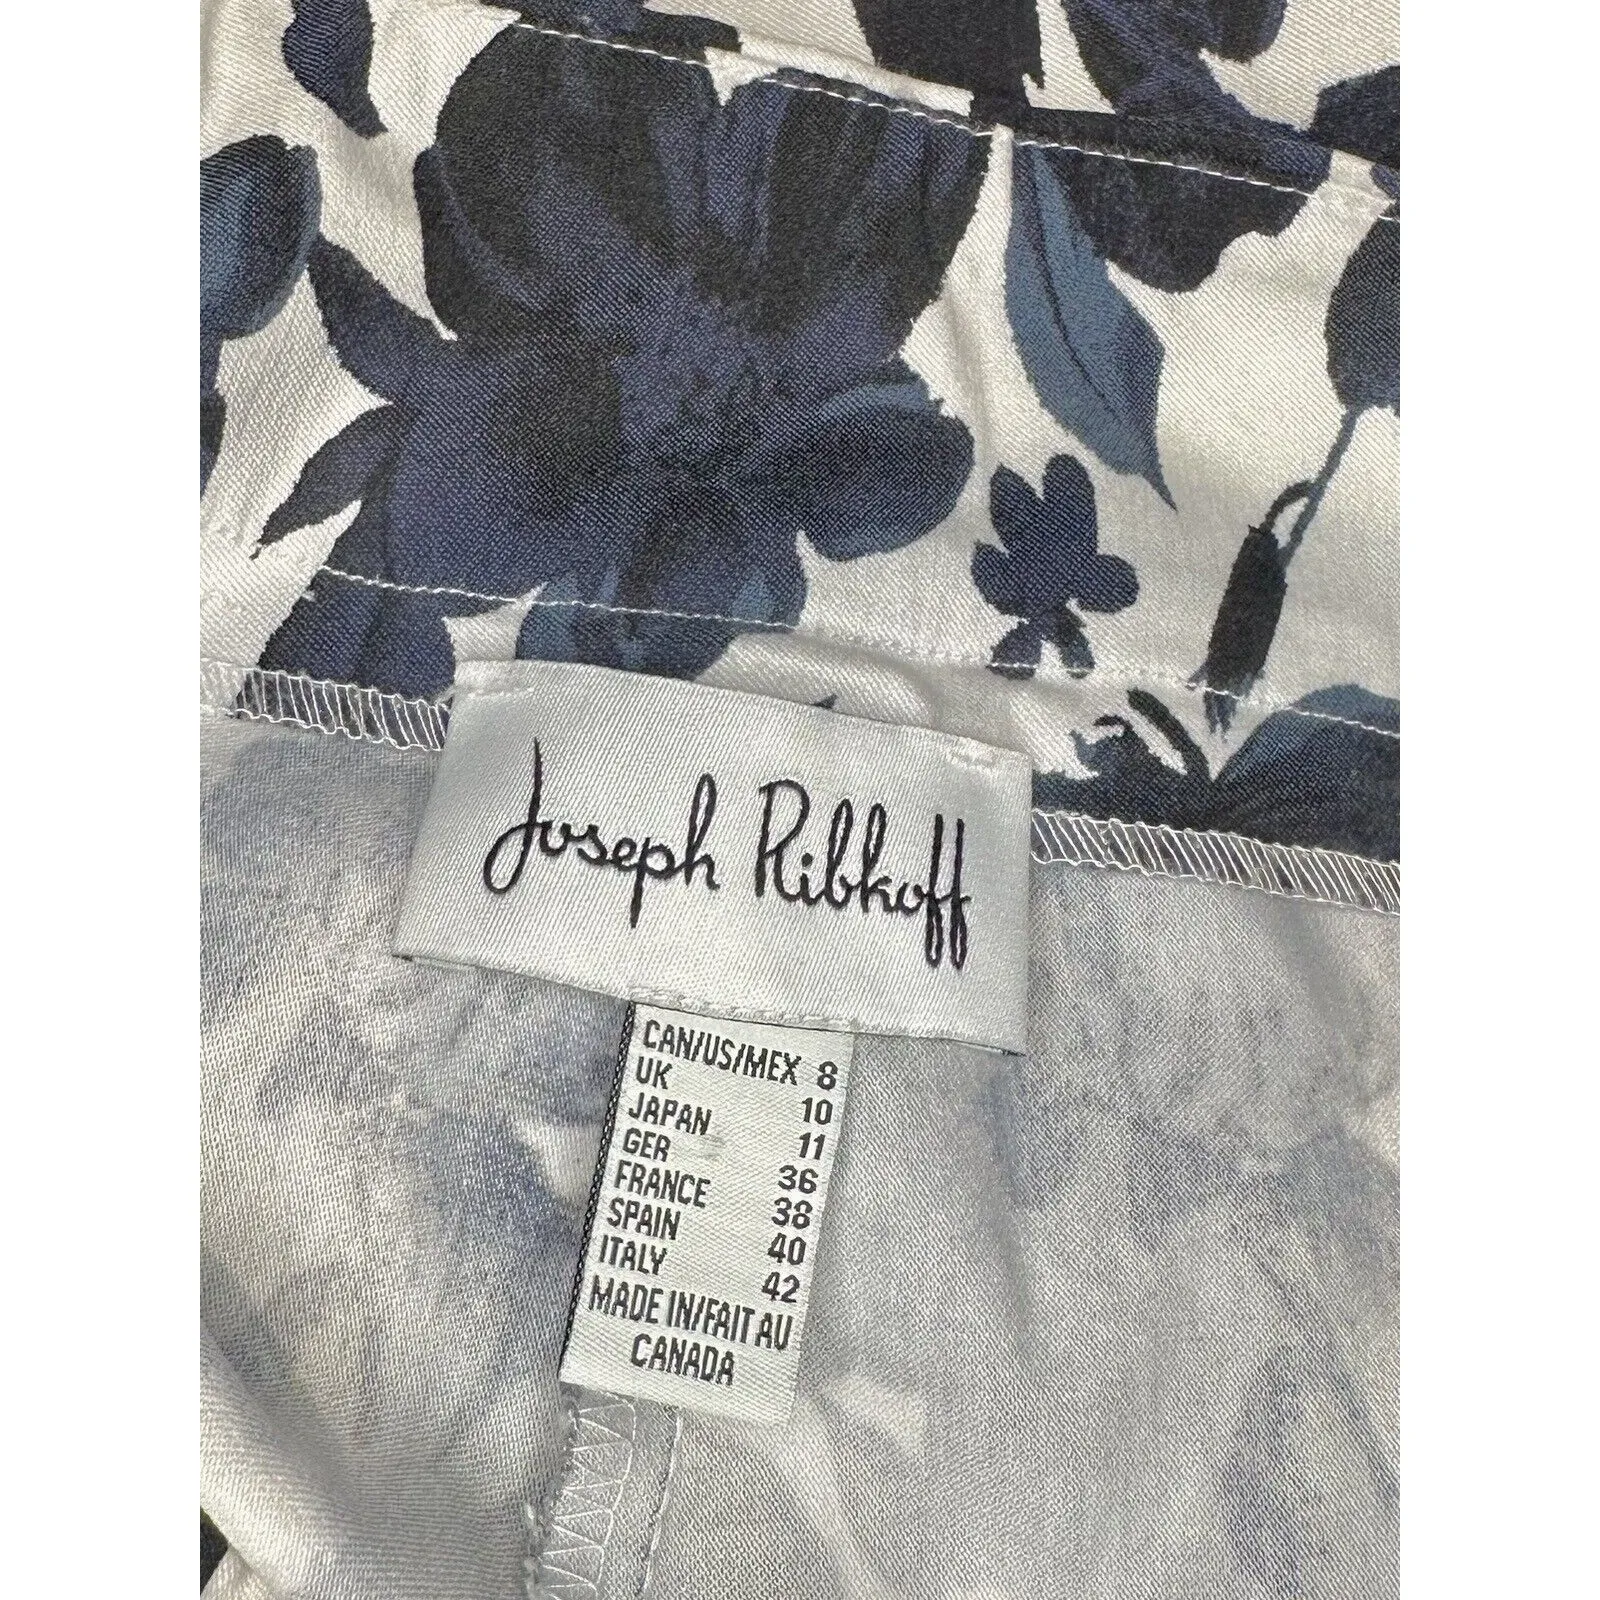 Joseph Ribkoff
CAN/US/MEX 8
UK 10
JAPAN 11
GER 36
FRANCE 38
SPAIN 40
ITALY 42
MADE IN/FAIT AU
CANADA